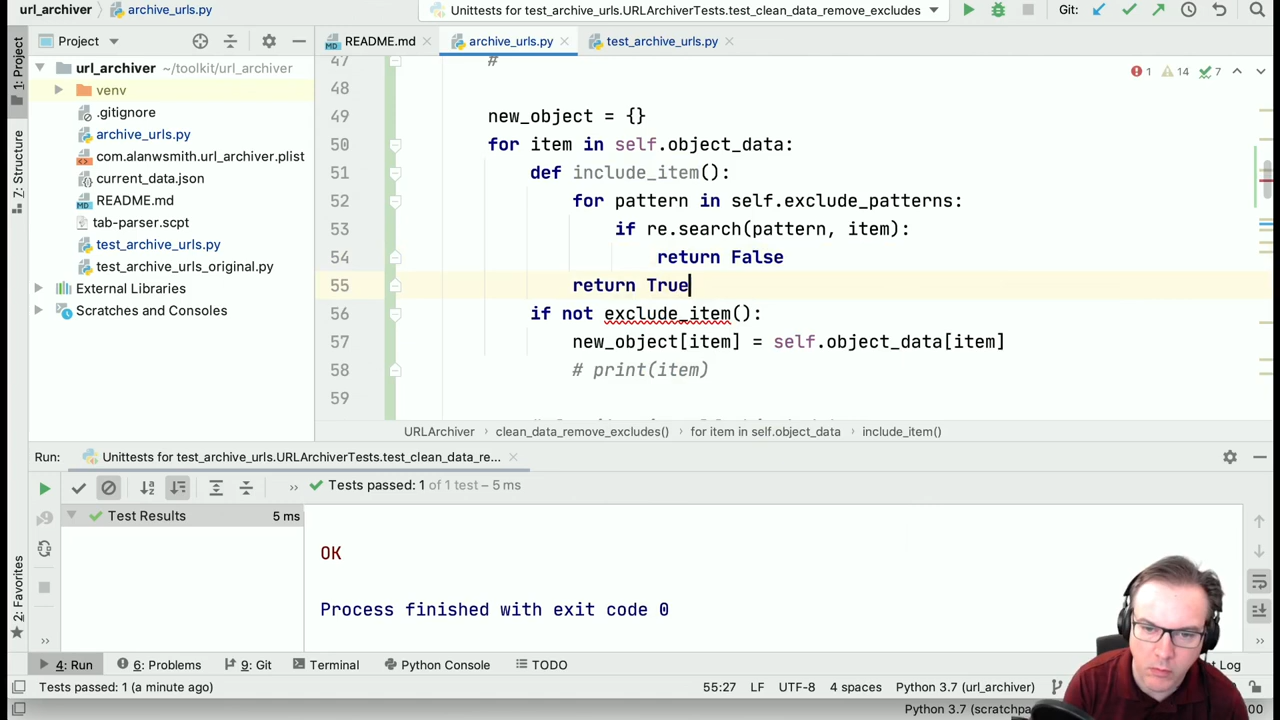 url_archiver
archive_urls.py
Unittests for test_archive_urls.URLArchiverTests.test_clean_data_remove_excludes
Git:
1: Project
Project
README.md
archive_urls.py
test_archive_urls.py
url_archiver ~/toolkit/url_archiver
venv
.gitignore
archive_urls.py
com.alanwsmith.url_archiver.plist
current_data.json
README.md
tab-parser.scpt
test_archive_urls.py
test_archive_urls_original.py
External Libraries
Scratches and Consoles
7: Structure
1 14 7
47 #
48
49 new_object = {}
50 for item in self.object_data:
51 def include_item():
52 for pattern in self.exclude_patterns:
53 if re.search(pattern, item):
54 return False
55 return True
56 if not exclude_item():
57 new_object[item] = self.object_data[item]
58 # print(item)
59
URLArchiver clean_data_remove_excludes() for item in self.object_data include_item()
Run: Unittests for test_archive_urls.URLArchiverTests.test_clean_data_re...
Tests passed: 1 of 1 test – 5 ms
Test Results 5 ms
OK
Process finished with exit code 0
2: Favorites
4: Run 6: Problems 9: Git Terminal Python Console TODO
t Log
Tests passed: 1 (a minute ago)
55:27 LF UTF-8 4 spaces Python 3.7 (url_archiver)